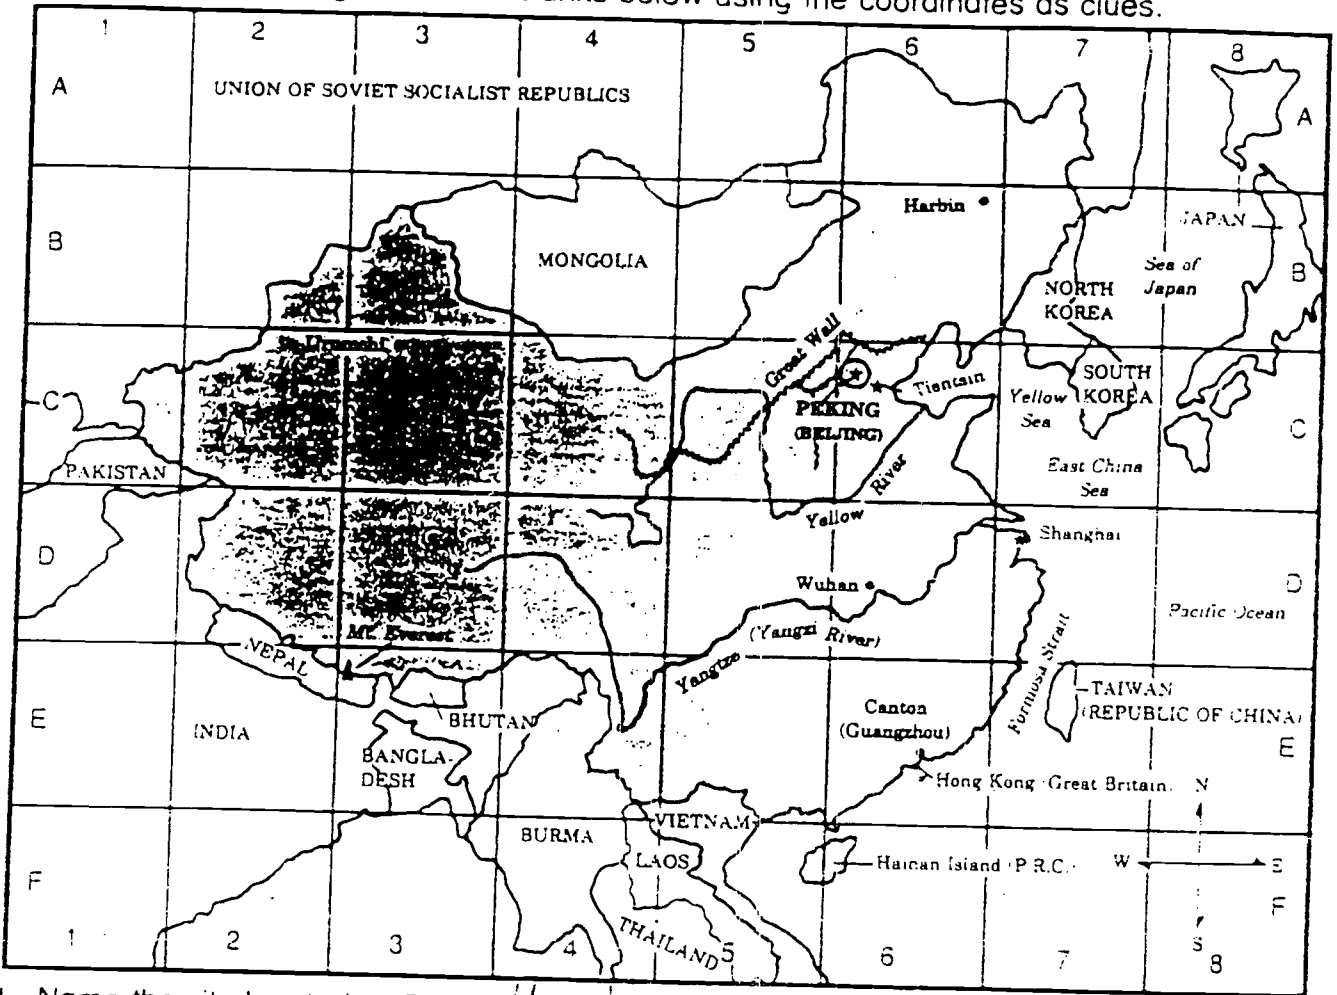 below using the coordinates as clues.
1 2 3 4 5 6 7 8
A UNION OF SOVIET SOCIALIST REPUBLICS A
B MONGOLIA Harbin JAPAN B
Sea of
Japan
NORTH
KOREA
Great Wall
C
PEKING
(BEIJING)
Tientsin
Yellow
Sea
SOUTH
KOREA
C
PAKISTAN
East China
Sea
Yellow River
D
Shanghai
Wuhan
D
Pacific Ocean
Mt. Everest
NEPAL
Yangtze (Yangzi River)
Formosa Strait
E
INDIA
BHUTAN
BANGLA-
DESH
Canton
(Guangzhou)
TAIWAN
(REPUBLIC OF CHINA)
E
Hong Kong (Great Britain)
N
BURMA
VIETNAM
LAOS
Hainan Island (P.R.C.)
W E
F F
THAILAND
S
1 2 3 4 5 6 7 8
Name the